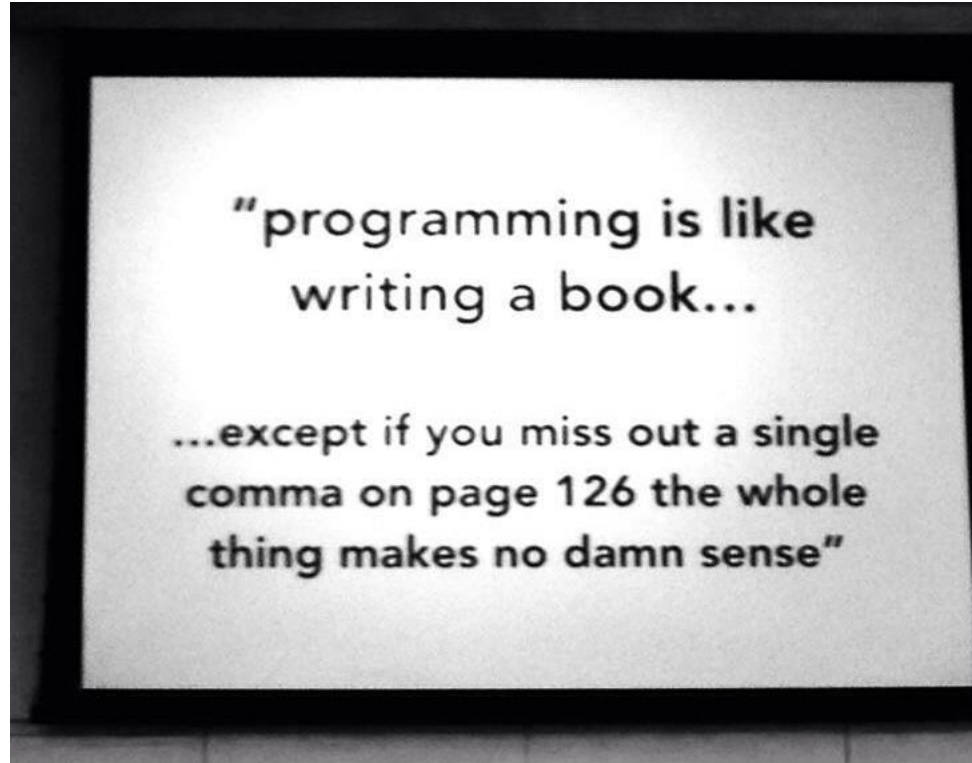 "programming is like
writing a book...
...except if you miss out a single
comma on page 126 the whole
thing makes no damn sense"